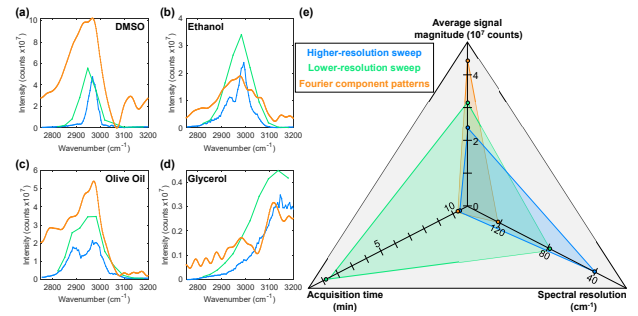 (a)
DMSO
Intensity (counts x10⁷)
10
8
6
4
2
0
2800 2900 3000 3100 3200
Wavenumber (cm⁻¹)
(b)
Ethanol
Intensity (counts x10⁷)
4
3
2
1
0
2800 2900 3000 3100 3200
Wavenumber (cm⁻¹)
(c)
Olive Oil
Intensity (counts x10⁷)
6
5
4
3
2
1
0
2800 2900 3000 3100 3200
Wavenumber (cm⁻¹)
(d)
Glycerol
Intensity (counts x10⁷)
0.4
0.3
0.2
0.1
0
2800 2900 3000 3100 3200
Wavenumber (cm⁻¹)
(e)
Average signal
magnitude (10⁷ counts)
Higher-resolution sweep
Lower-resolution sweep
Fourier component patterns
4
2
0
10
5
120
80
40
Acquisition time
(min)
Spectral resolution
(cm⁻¹)